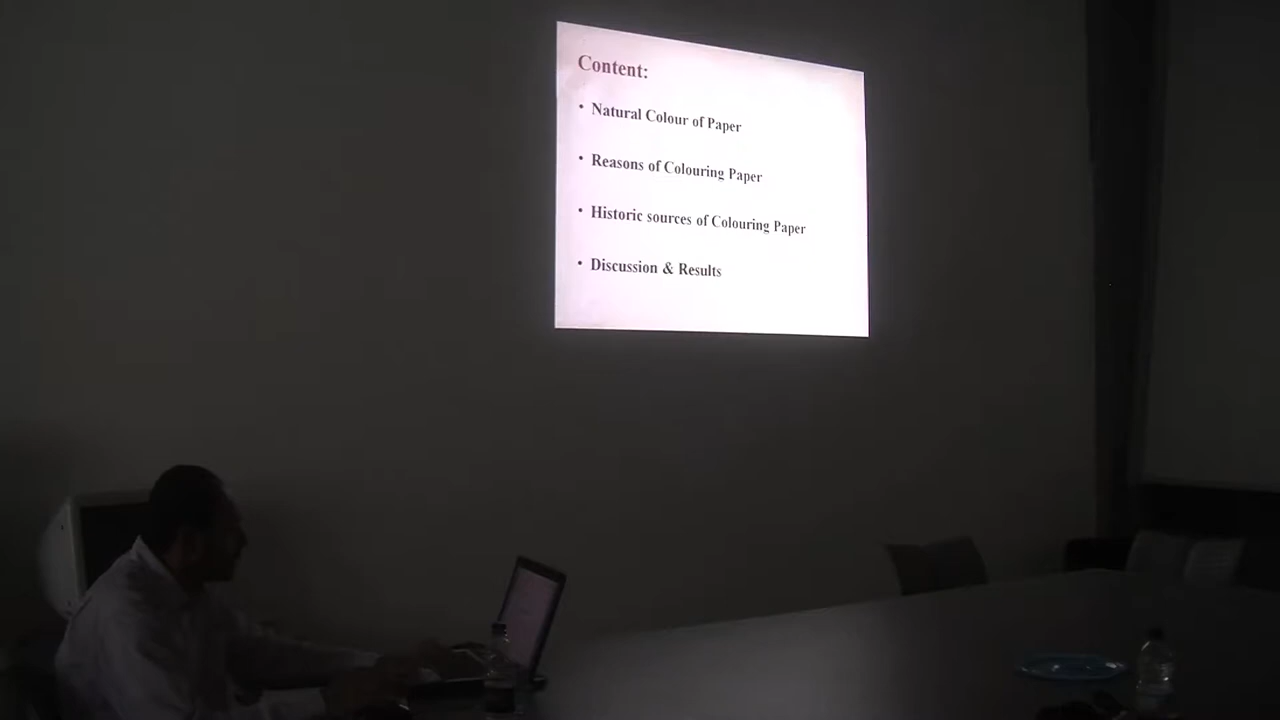 Content:
• Natural Colour of Paper
• Reasons of Colouring Paper
• Historic sources of Colouring Paper
• Discussion & Results